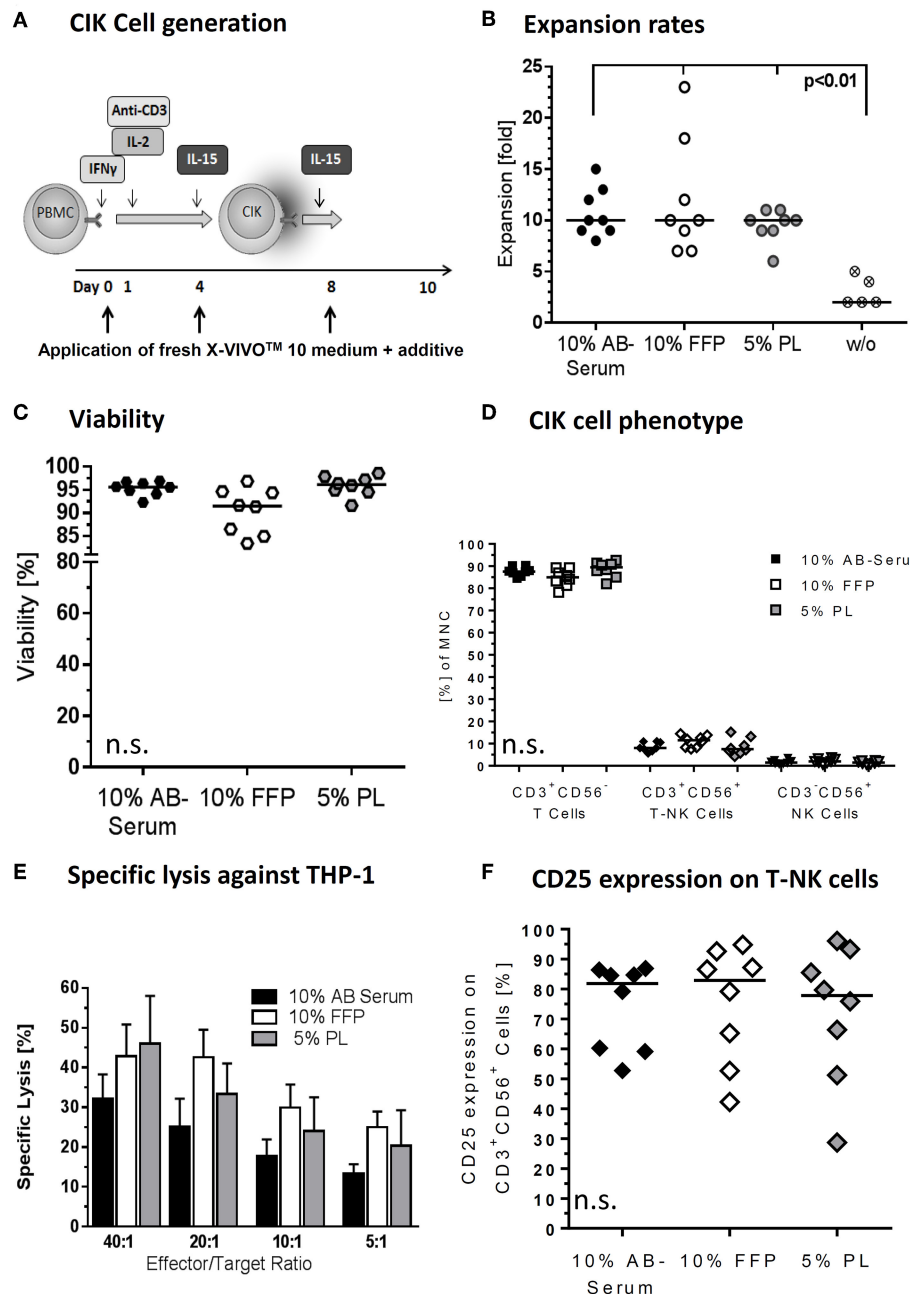 A CIK Cell generation
Anti-CD3
IL-2
IFNγ
IL-15
IL-15
PBMC
CIK
Day 0 1 4 8 10
Application of fresh X-VIVO™ 10 medium + additive
B Expansion rates
p<0.01
Expansion [fold]
25
20
15
10
5
0
10% AB-
Serum
10% FFP
5% PL
w/o
C Viability
Viability [%]
100
95
90
85
80
60
40
20
0
n.s.
10% AB-
Serum
10% FFP
5% PL
D CIK cell phenotype
[%] of MNC
100
90
80
70
60
50
40
30
20
10
0
10% AB-Seru
10% FFP
5% PL
n.s.
CD3⁺CD56⁻
T Cells
CD3⁺CD56⁺
T-NK Cells
CD3⁻CD56⁺
NK Cells
E Specific lysis against THP-1
Specific Lysis [%]
60
50
40
30
20
10
0
10% AB Serum
10% FFP
5% PL
40:1 20:1 10:1 5:1
Effector/Target Ratio
F CD25 expression on T-NK cells
CD25 expression on
CD3⁺CD56⁺ Cells [%]
100
90
80
70
60
50
40
30
20
10
0
n.s.
10% AB-
Serum
10% FFP
5% PL